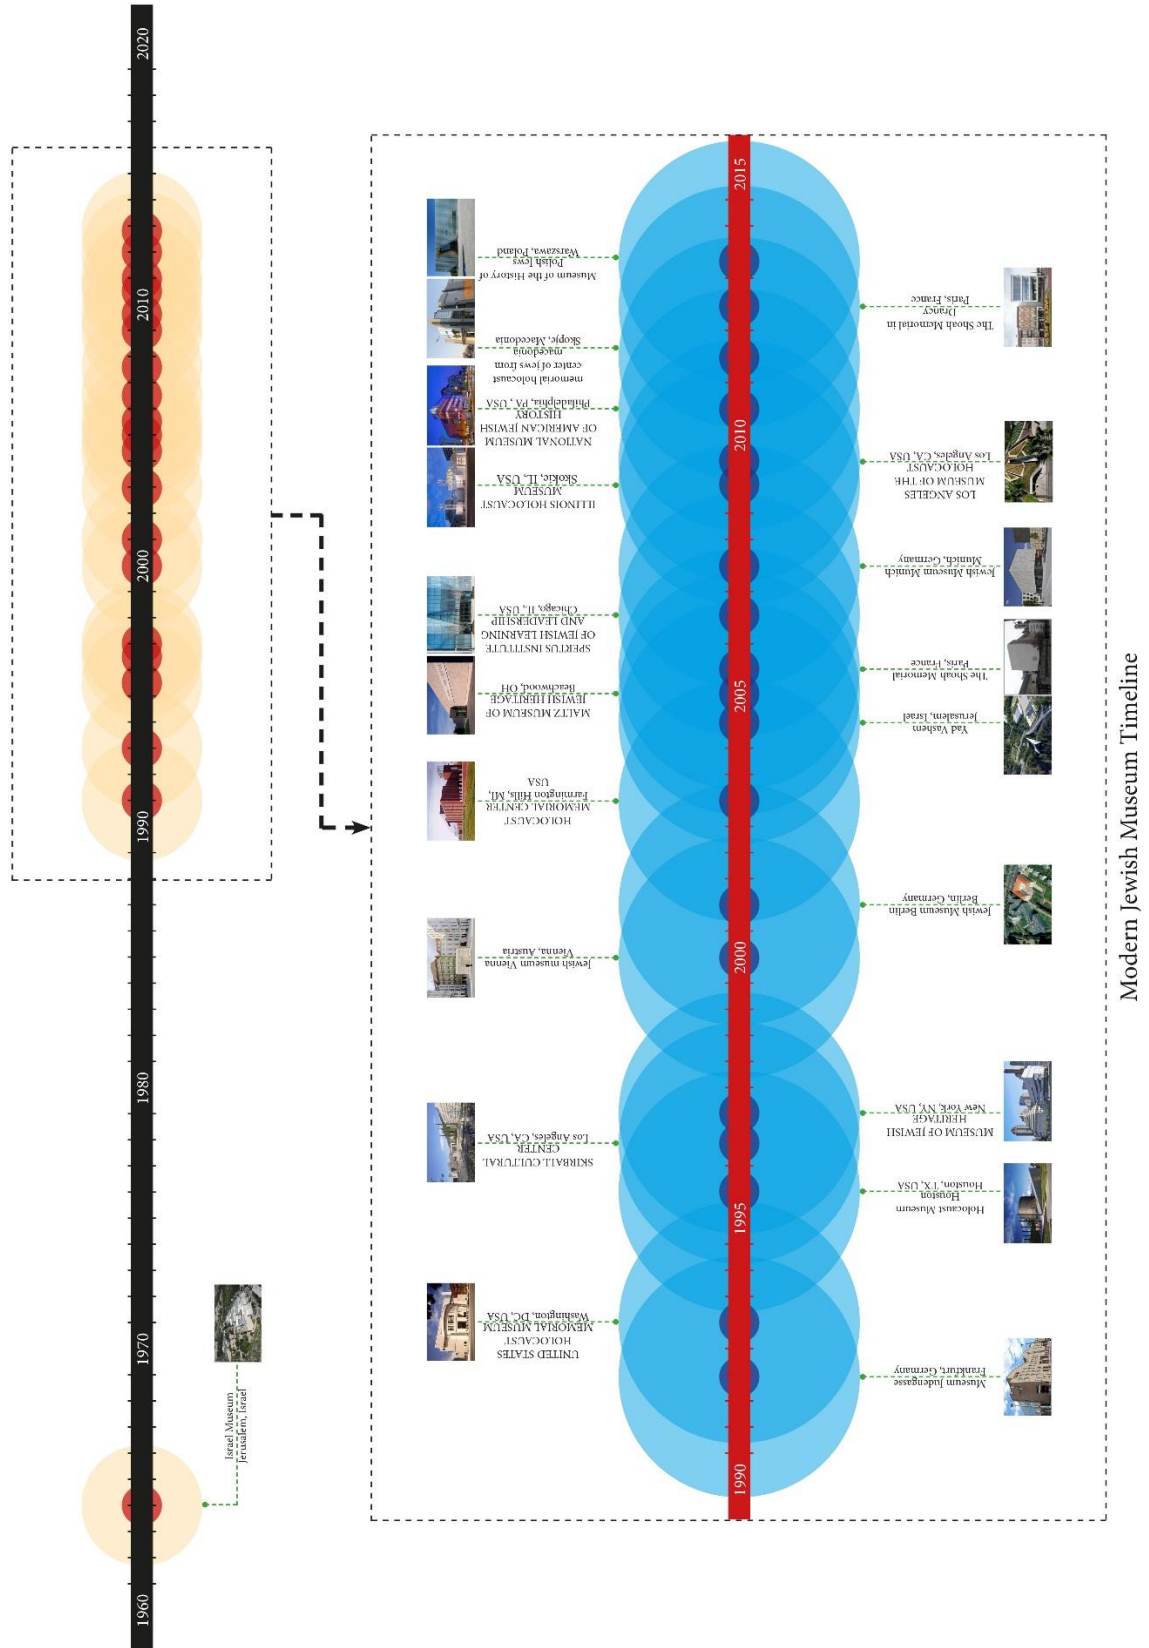 Modern Jewish Museum Timeline
1960
1970
1980
1990
2000
2010
2020
Israel Museum
Jerusalem, Israel
1990
1995
2000
2005
2010
2015
UNITED STATES
HOLOCAUST
MEMORIAL MUSEUM
Washington, DC, USA
SKIRBALL CULTURAL
CENTER
Los Angeles, CA, USA
Jewish museum Vienna
Vienna, Austria
HOLOCAUST
MEMORIAL CENTER
Farmington Hills, MI,
USA
MALTZ MUSEUM OF
JEWISH HERITAGE
Beachwood, OH
SPERTUS INSTITUTE
OF JEWISH LEARNING
AND LEADERSHIP
Chicago, IL, USA
ILLINOIS HOLOCAUST
MUSEUM
Skokie, IL, USA
NATIONAL MUSEUM
OF AMERICAN JEWISH
HISTORY
Philadelphia, PA , USA
memorial holocaust
center of jews from
macedonia
Skopje, Macedonia
Museum of the History of
Polish Jews
Warszawa, Poland
Museum Judengasse
Frankfurt, Germany
Holocaust Museum
Houston
Houston, TX, USA
MUSEUM OF JEWISH
HERITAGE
New York, NY, USA
Jewish Museum Berlin
Berlin, Germany
Yad Vashem
Jerusalem, Israel
The Shoah Memorial
Paris, France
Jewish Museum Munich
Munich, Germany
LOS ANGELES
MUSEUM OF THE
HOLOCAUST
Los Angeles, CA, USA
The Shoah Memorial in
Drancy
Paris, France